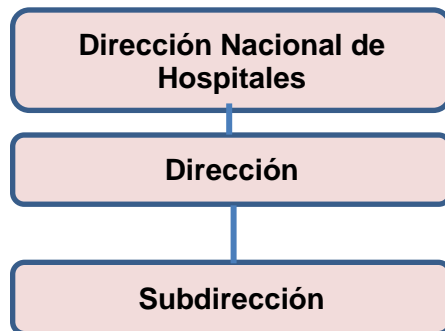 Dirección Nacional de
Hospitales
Dirección
Subdirección